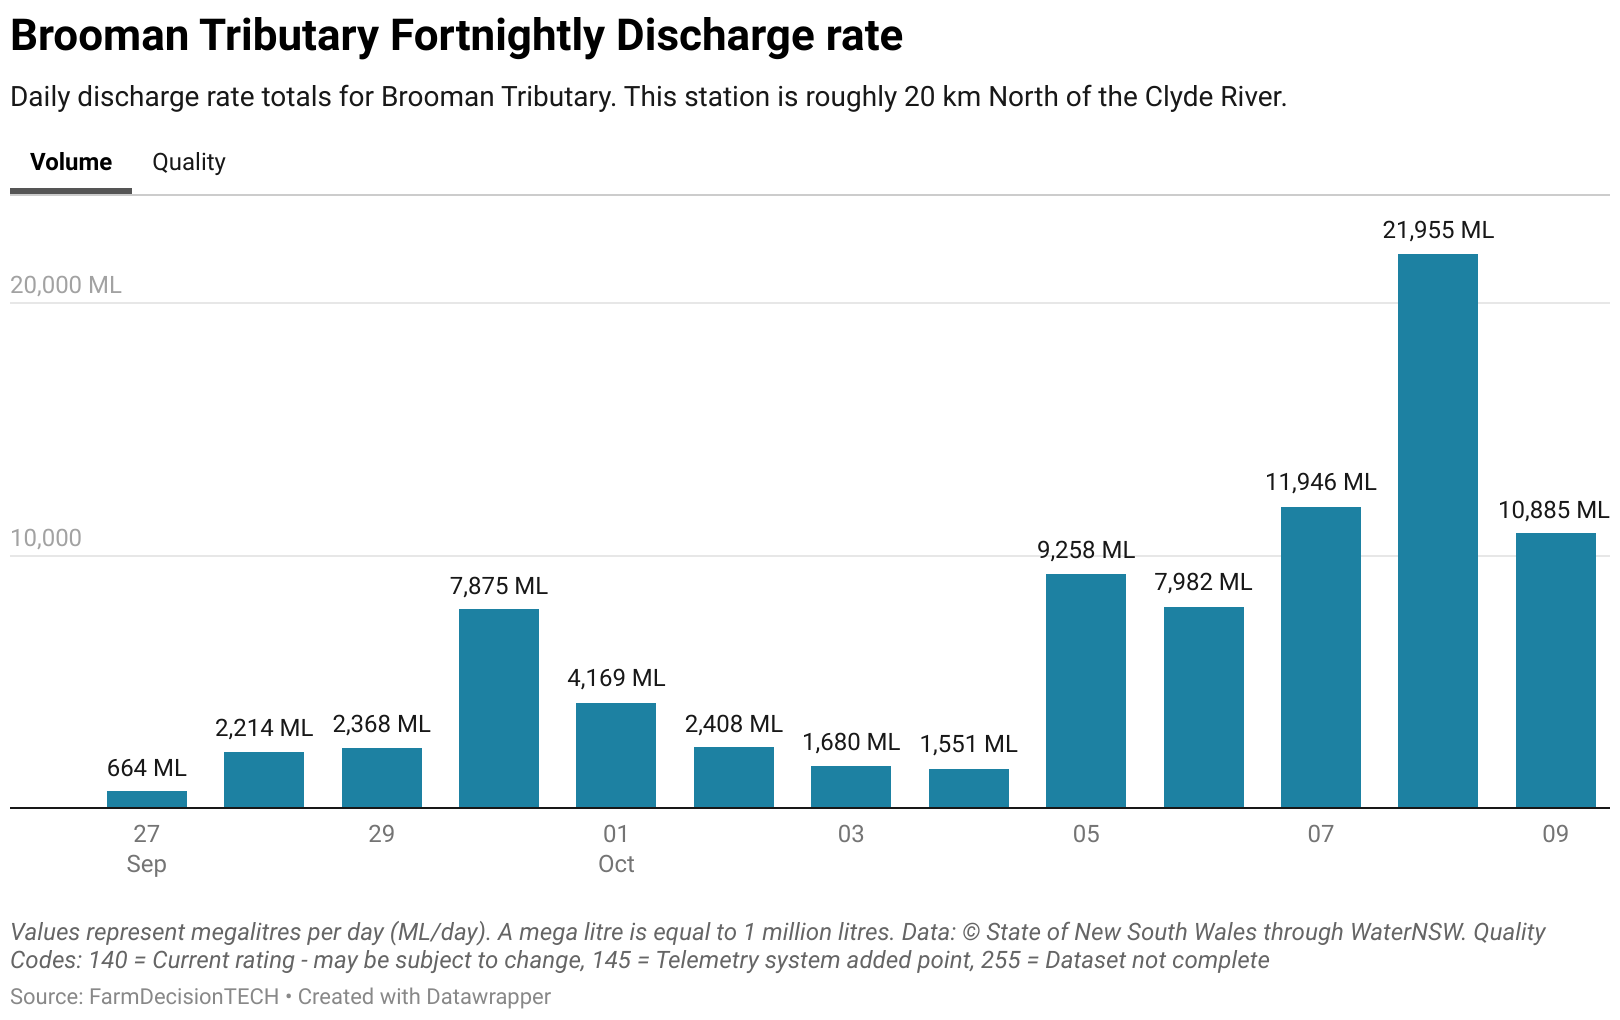 Brooman Tributary Fortnightly Discharge rate
Daily discharge rate totals for Brooman Tributary. This station is roughly 20 km North of the Clyde River.
Volume Quality
21,955 ML
20,000 ML
11,946 ML
10,885 ML
10,000
9,258 ML
7,982 ML
7,875 ML
4,169 ML
2,214 ML 2,368 ML 2,408 ML
1,680 ML 1,551 ML
664 ML
27 29 01 03 05 07 09
Sep Oct
Values represent megalitres per day (ML/day). A mega litre is equal to 1 million litres. Data: © State of New South Wales through WaterNSW. Quality
Codes: 140 = Current rating - may be subject to change, 145 = Telemetry system added point, 255 = Dataset not complete
Source: FarmDecisionTECH • Created with Datawrapper